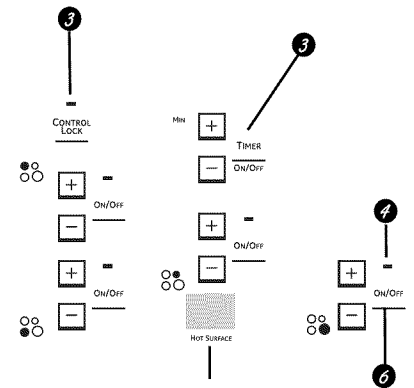 3
3
CONTROL
LOCK
MIN
+
TIMER
−
ON/OFF
+
ON/OFF
−
+
ON/OFF
−
4
+
ON/OFF
−
+
ON/OFF
−
HOT SURFACE
6